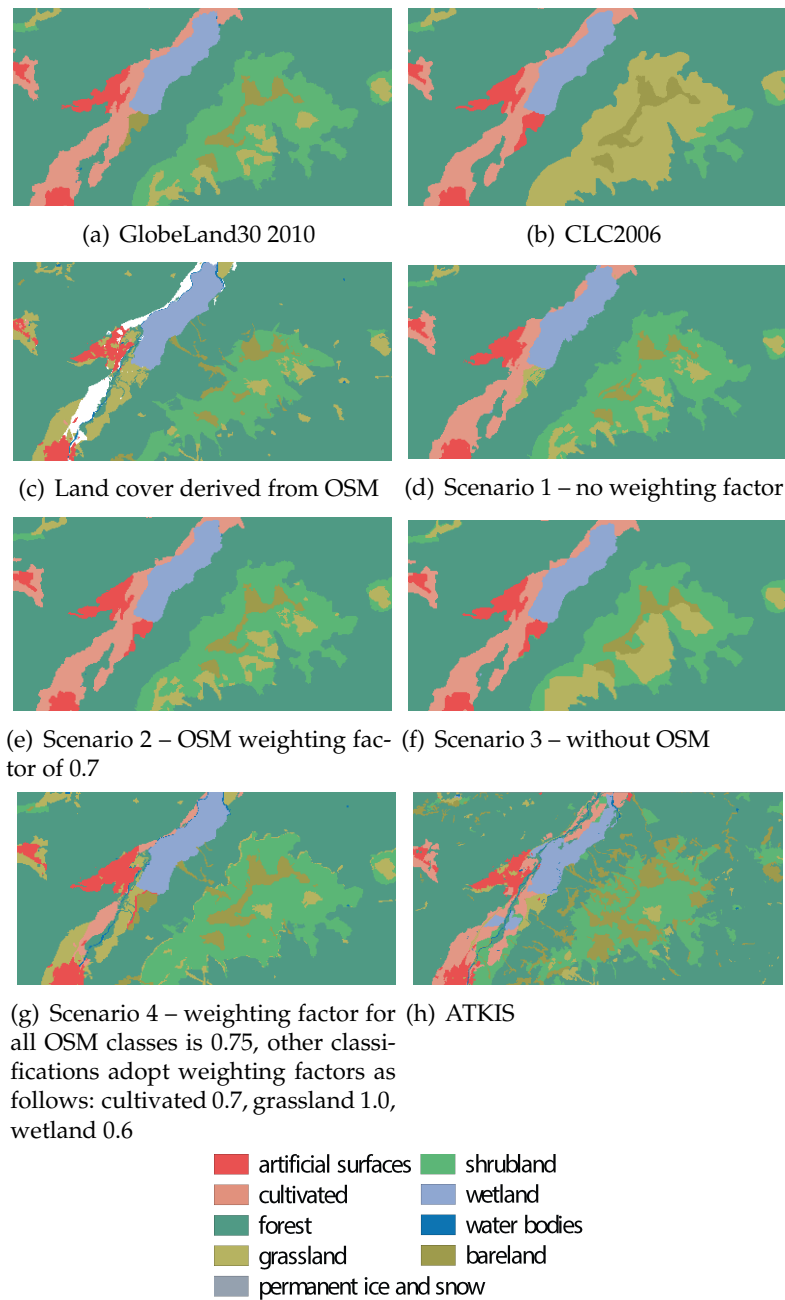 (a) GlobeLand30 2010
(b) CLC2006
(c) Land cover derived from OSM
(d) Scenario 1 – no weighting factor
(e) Scenario 2 – OSM weighting fac-
tor of 0.7
(f) Scenario 3 – without OSM
(g) Scenario 4 – weighting factor for
all OSM classes is 0.75, other classi-
fications adopt weighting factors as
follows: cultivated 0.7, grassland 1.0,
wetland 0.6
(h) ATKIS
artificial surfaces
cultivated
forest
grassland
permanent ice and snow
shrubland
wetland
water bodies
bareland